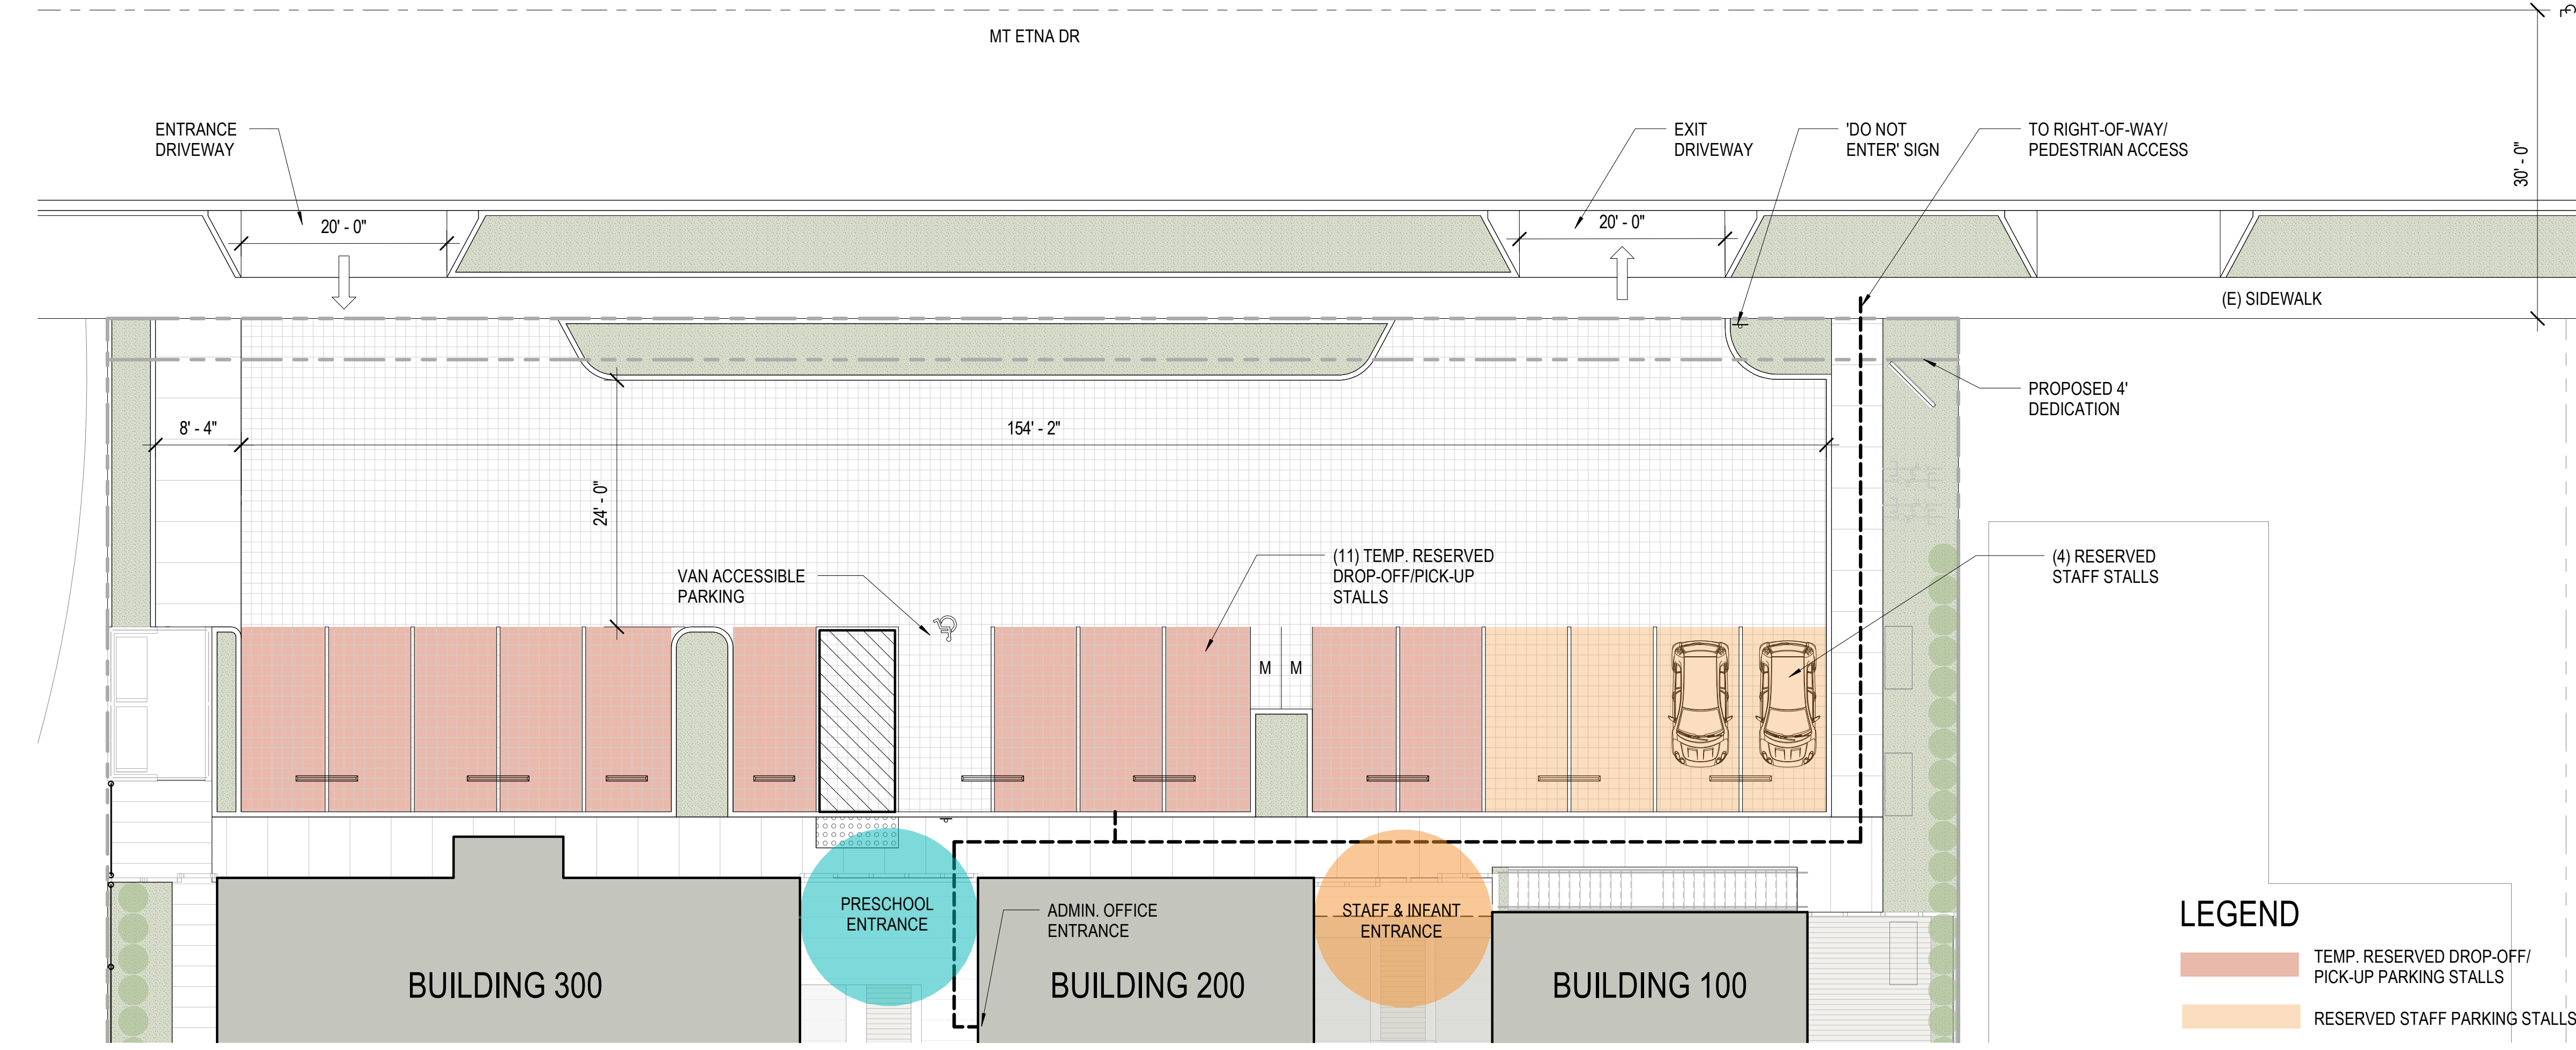 MT ETNA DR
ENTRANCE
DRIVEWAY
EXIT
DRIVEWAY
'DO NOT
ENTER' SIGN
TO RIGHT-OF-WAY/
PEDESTRIAN ACCESS
30' - 0"
20' - 0"
20' - 0"
(E) SIDEWALK
PROPOSED 4'
DEDICATION
8' - 4"
154' - 2"
24' - 0"
VAN ACCESSIBLE
PARKING
(11) TEMP. RESERVED
DROP-OFF/PICK-UP
STALLS
(4) RESERVED
STAFF STALLS
M
M
PRESCHOOL
ENTRANCE
ADMIN. OFFICE
ENTRANCE
STAFF & INFANT
ENTRANCE
BUILDING 300
BUILDING 200
BUILDING 100
LEGEND
TEMP. RESERVED DROP-OFF/
PICK-UP PARKING STALLS
RESERVED STAFF PARKING STALLS